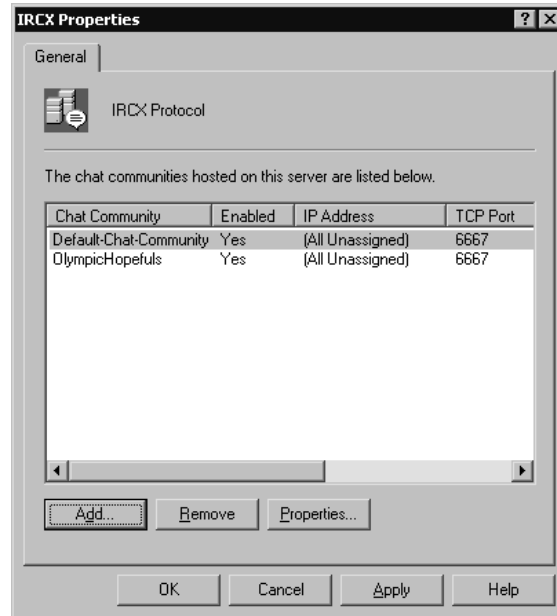 IRCX Properties
General
IRCX Protocol
The chat communities hosted on this server are listed below.
Chat Community Enabled IP Address TCP Port
Default-Chat-Community Yes (All Unassigned) 6667
OlympicHopefuls Yes (All Unassigned) 6667
Add... Remove Properties...
OK Cancel Apply Help